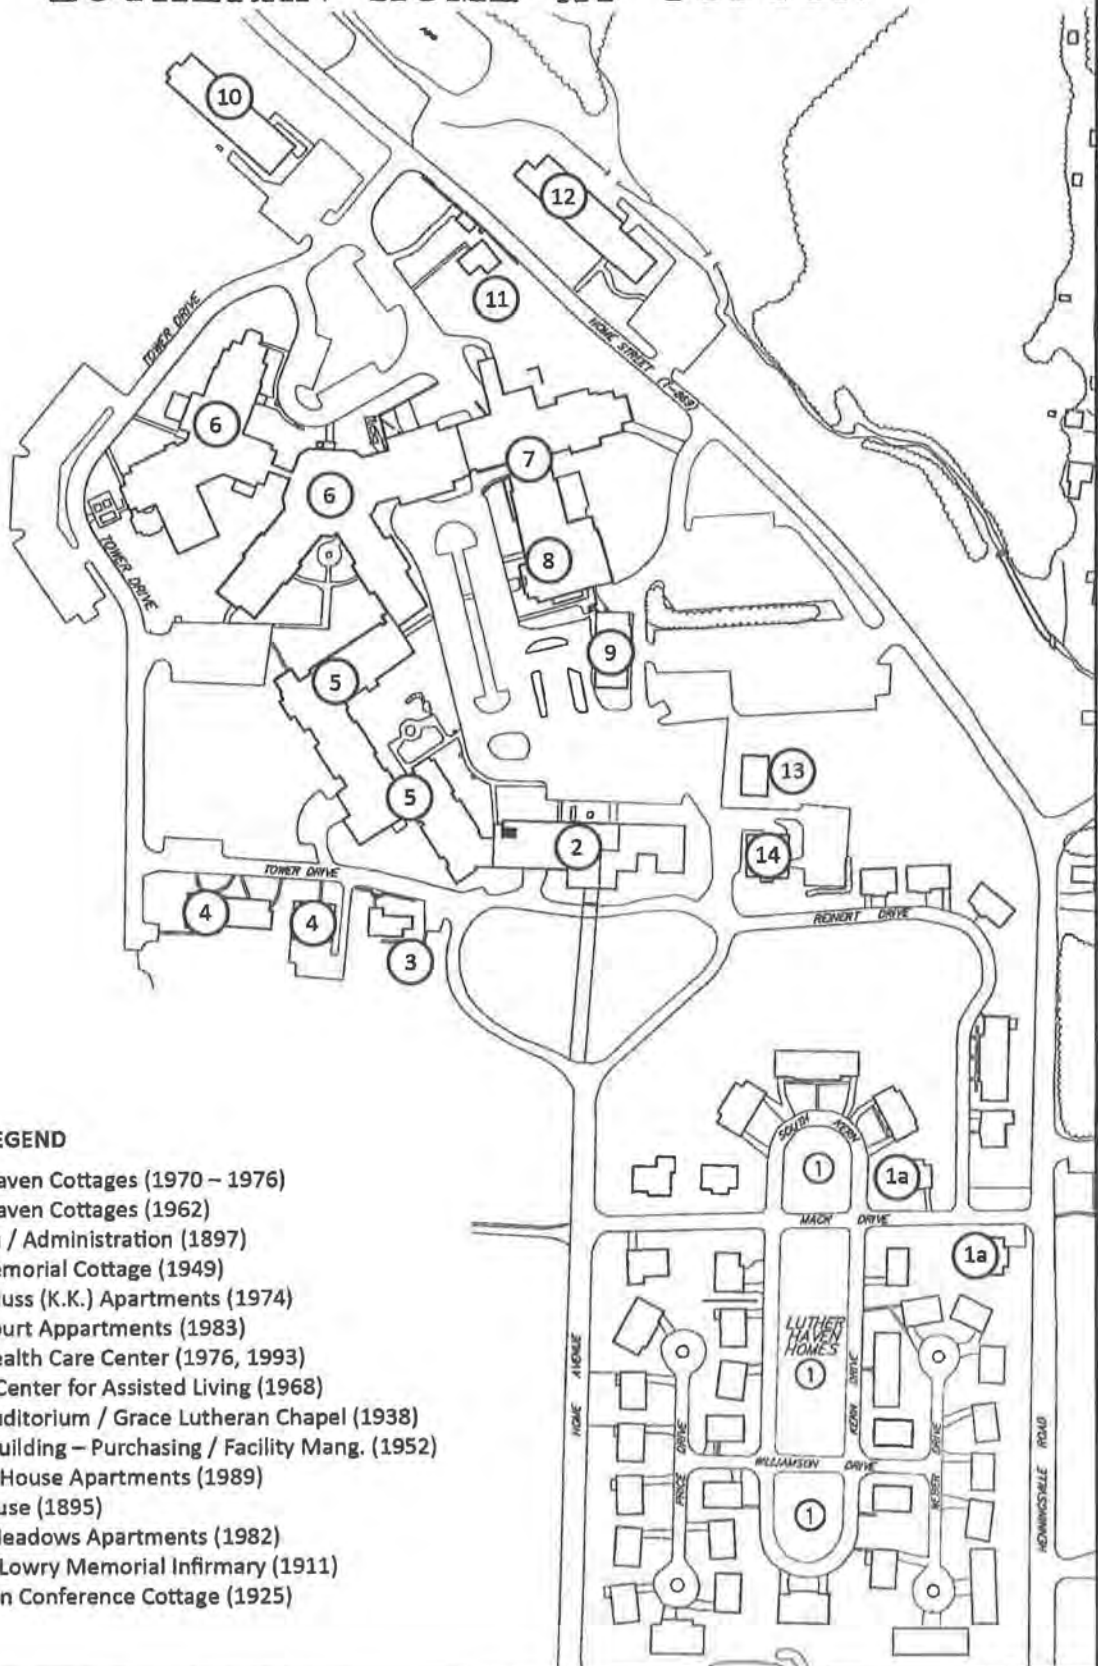 10
12
11
TOWER DRIVE
HOME STREET
6
7
6
8
TOWER DRIVE
9
5
13
5
2
14
TOWER DRIVE
4
4
REINERT DRIVE
3
EGEND
aven Cottages (1970 – 1976)
aven Cottages (1962)
/ Administration (1897)
emorial Cottage (1949)
uss (K.K.) Apartments (1974)
ourt Appartments (1983)
ealth Care Center (1976, 1993)
Center for Assisted Living (1968)
uditorium / Grace Lutheran Chapel (1938)
uilding – Purchasing / Facility Mang. (1952)
House Apartments (1989)
use (1895)
Meadows Apartments (1982)
Lowry Memorial Infirmary (1911)
n Conference Cottage (1925)
SOUTH KERN
1
1a
MACK DRIVE
1a
LUTHER
HAVEN
HOMES
1
HOME AVENUE
KERN DRIVE
PRICE DRIVE
WEBER DRIVE
WILLIAMSON DRIVE
HENNINGSVILLE ROAD
1